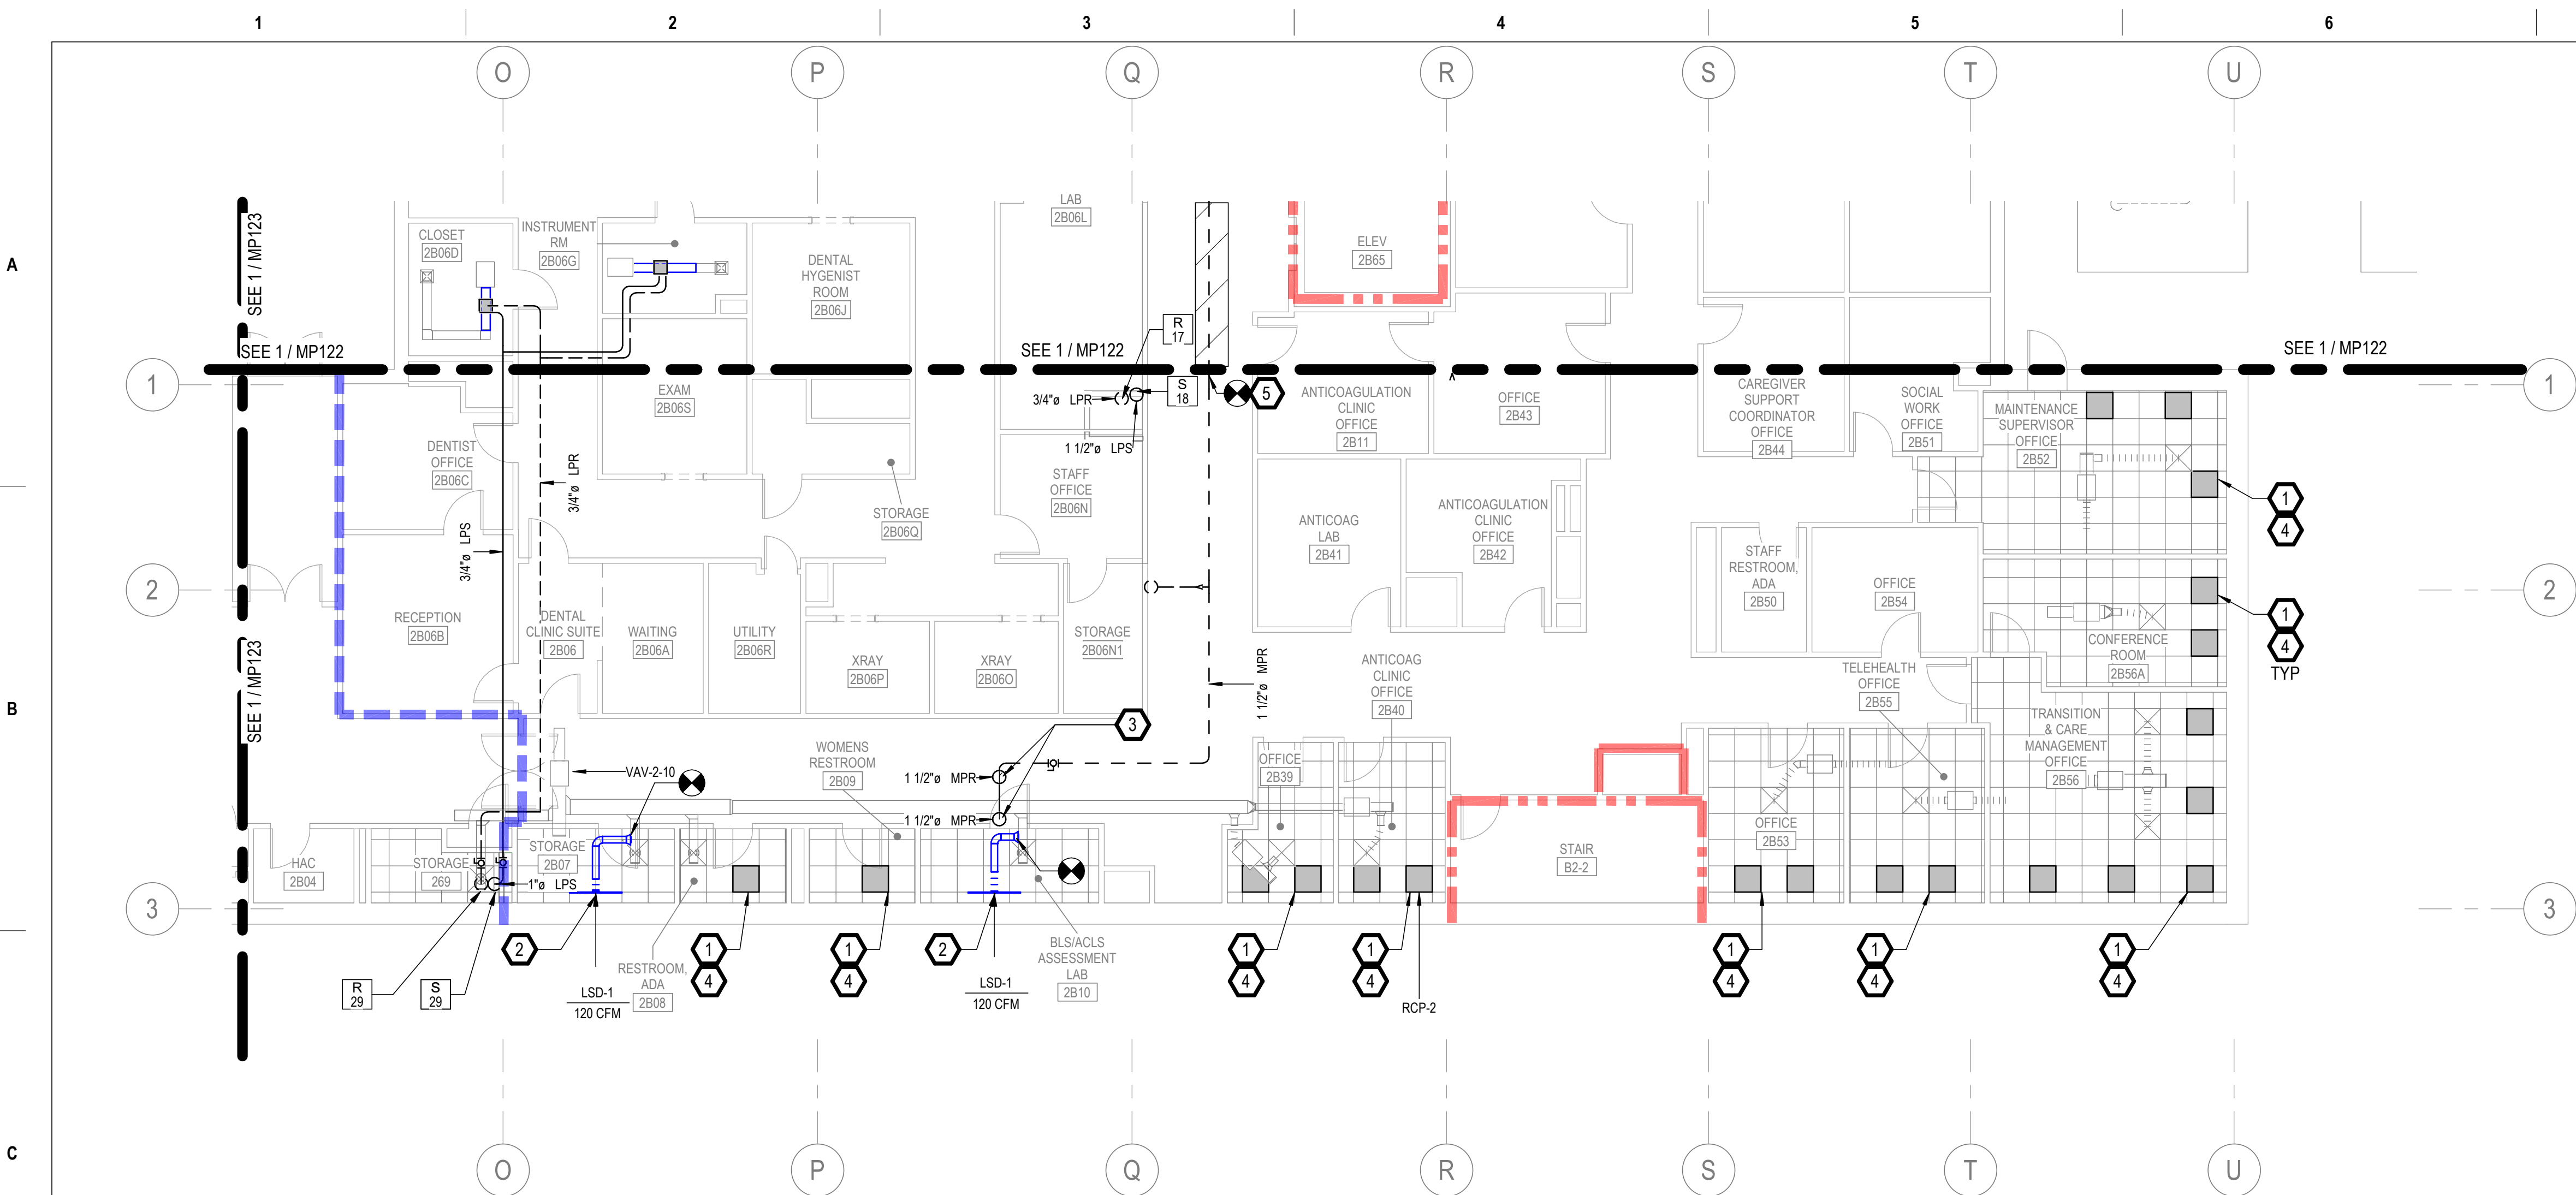 1 2 3 4 5 6
O P Q R S T U
A
B
C
SEE 1 / MP123
SEE 1 / MP122
SEE 1 / MP122
SEE 1 / MP122
SEE 1 / MP123
1
2
3
1
2
3
CLOSET
2B06D
INSTRUMENT
RM
2B06G
DENTAL
HYGENIST
ROOM
2B06J
LAB
2B06L
ELEV
2B65
R
17
S
18
3/4"ø LPR
1 1/2"ø LPS
5
EXAM
2B06S
DENTIST
OFFICE
2B06C
3/4"ø LPR
3/4"ø LPS
STORAGE
2B06Q
STAFF
OFFICE
2B06N
ANTICOAGULATION
CLINIC
OFFICE
2B11
OFFICE
2B43
CAREGIVER
SUPPORT
COORDINATOR
OFFICE
2B44
SOCIAL
WORK
OFFICE
2B51
MAINTENANCE
SUPERVISOR
OFFICE
2B52
1
4
ANTICOAG
LAB
2B41
ANTICOAGULATION
CLINIC
OFFICE
2B42
STAFF
RESTROOM,
ADA
2B50
OFFICE
2B54
1
4
TYP
CONFERENCE
ROOM
2B56A
RECEPTION
2B06B
DENTAL
CLINIC SUITE
2B06
WAITING
2B06A
UTILITY
2B06R
XRAY
2B06P
XRAY
2B06O
STORAGE
2B06N1
1 1/2"ø MPR
ANTICOAG
CLINIC
OFFICE
2B40
TELEHEALTH
OFFICE
2B55
TRANSITION
& CARE
MANAGEMENT
OFFICE
2B56
3
VAV-2-10
WOMENS
RESTROOM
2B09
1 1/2"ø MPR
1 1/2"ø MPR
OFFICE
2B39
OFFICE
2B53
STAIR
B2-2
HAC
2B04
STORAGE
269
STORAGE
2B07
1"ø LPS
R
29
S
29
2
LSD-1
120 CFM
RESTROOM,
ADA
2B08
1
4
1
4
2
LSD-1
120 CFM
BLS/ACLS
ASSESSMENT
LAB
2B10
1
4
1
4
RCP-2
1
4
1
4
1
4
O P Q R S T U